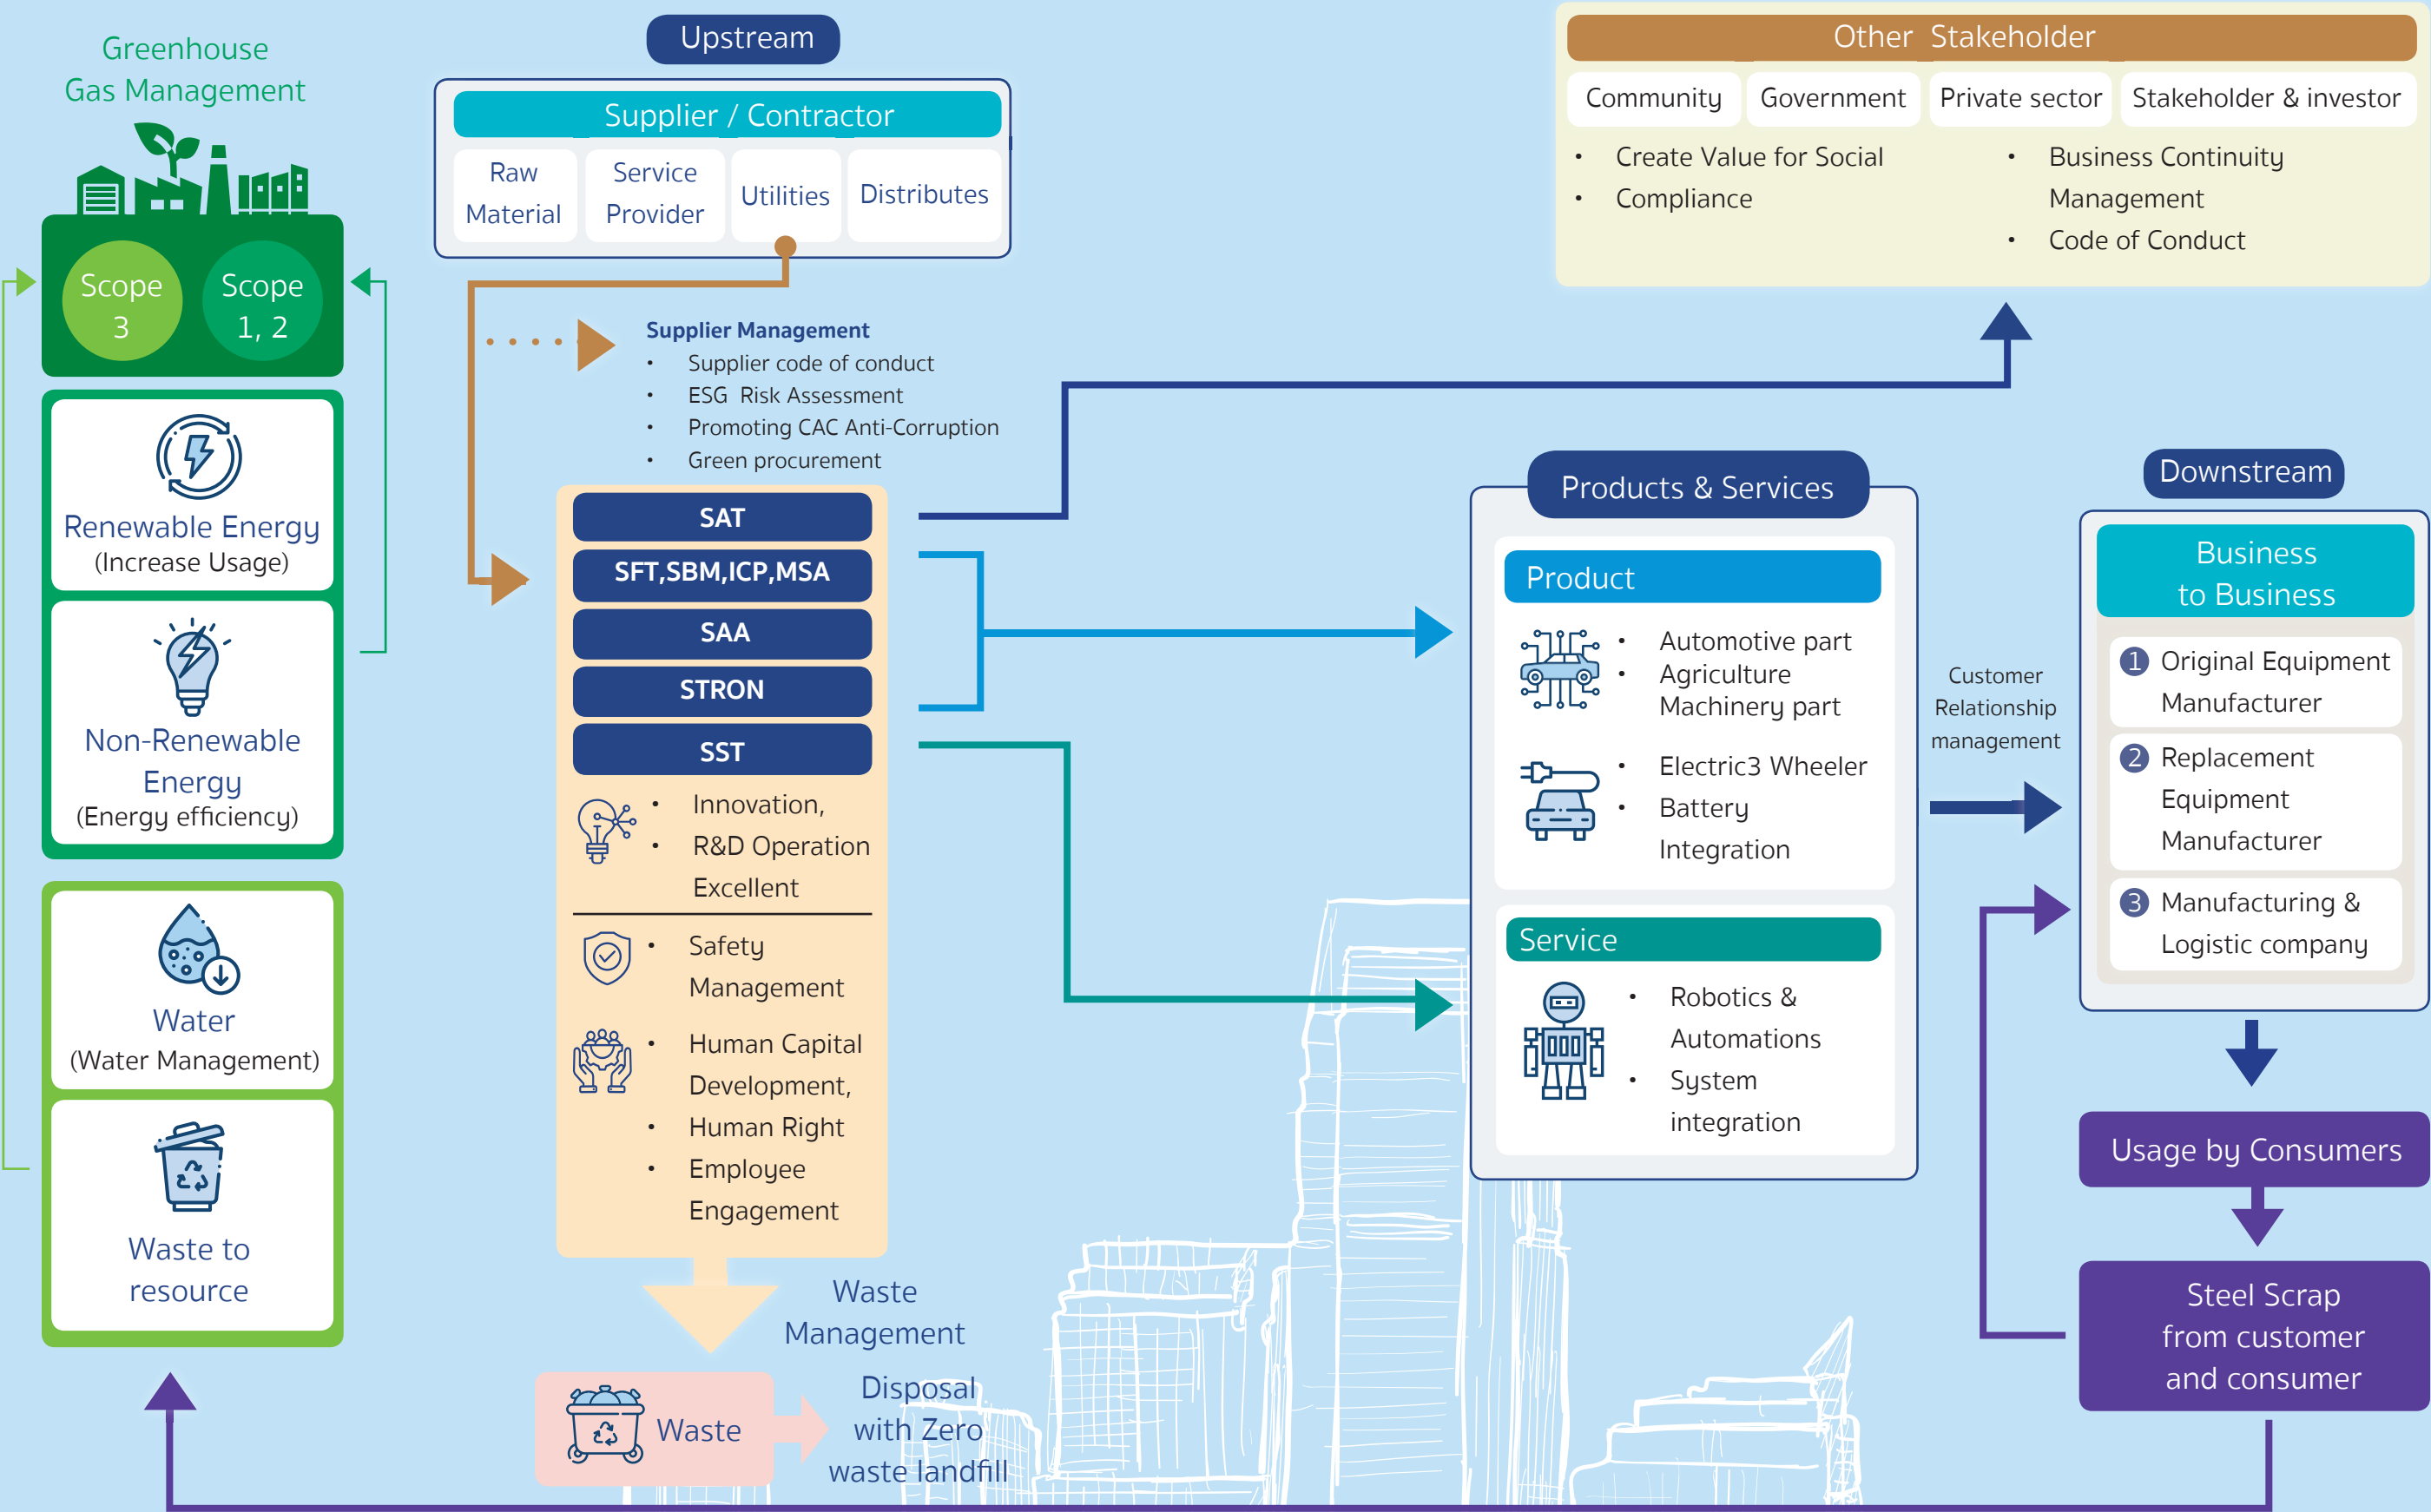 Greenhouse
Gas Management
Scope
3
Scope
1, 2
Renewable Energy
(Increase Usage)
Non-Renewable
Energy
(Energy efficiency)
Water
(Water Management)
Waste to
resource
Upstream
Supplier / Contractor
Raw
Material
Service
Provider
Utilities
Distributes
Supplier Management
• Supplier code of conduct
• ESG Risk Assessment
• Promoting CAC Anti-Corruption
• Green procurement
SAT
SFT,SBM,ICP,MSA
SAA
STRON
SST
• Innovation,
• R&D Operation
Excellent
• Safety
Management
• Human Capital
Development,
• Human Right
• Employee
Engagement
Waste
Management
Waste
Disposal
with Zero
waste landfill
Other Stakeholder
Community
Government
Private sector
Stakeholder & investor
• Create Value for Social
• Compliance
• Business Continuity
Management
• Code of Conduct
Products & Services
Product
• Automotive part
• Agriculture
Machinery part
• Electric3 Wheeler
• Battery
Integration
Service
• Robotics &
Automations
• System
integration
Customer
Relationship
management
Downstream
Business
to Business
1 Original Equipment
Manufacturer
2 Replacement
Equipment
Manufacturer
3 Manufacturing &
Logistic company
Usage by Consumers
Steel Scrap
from customer
and consumer